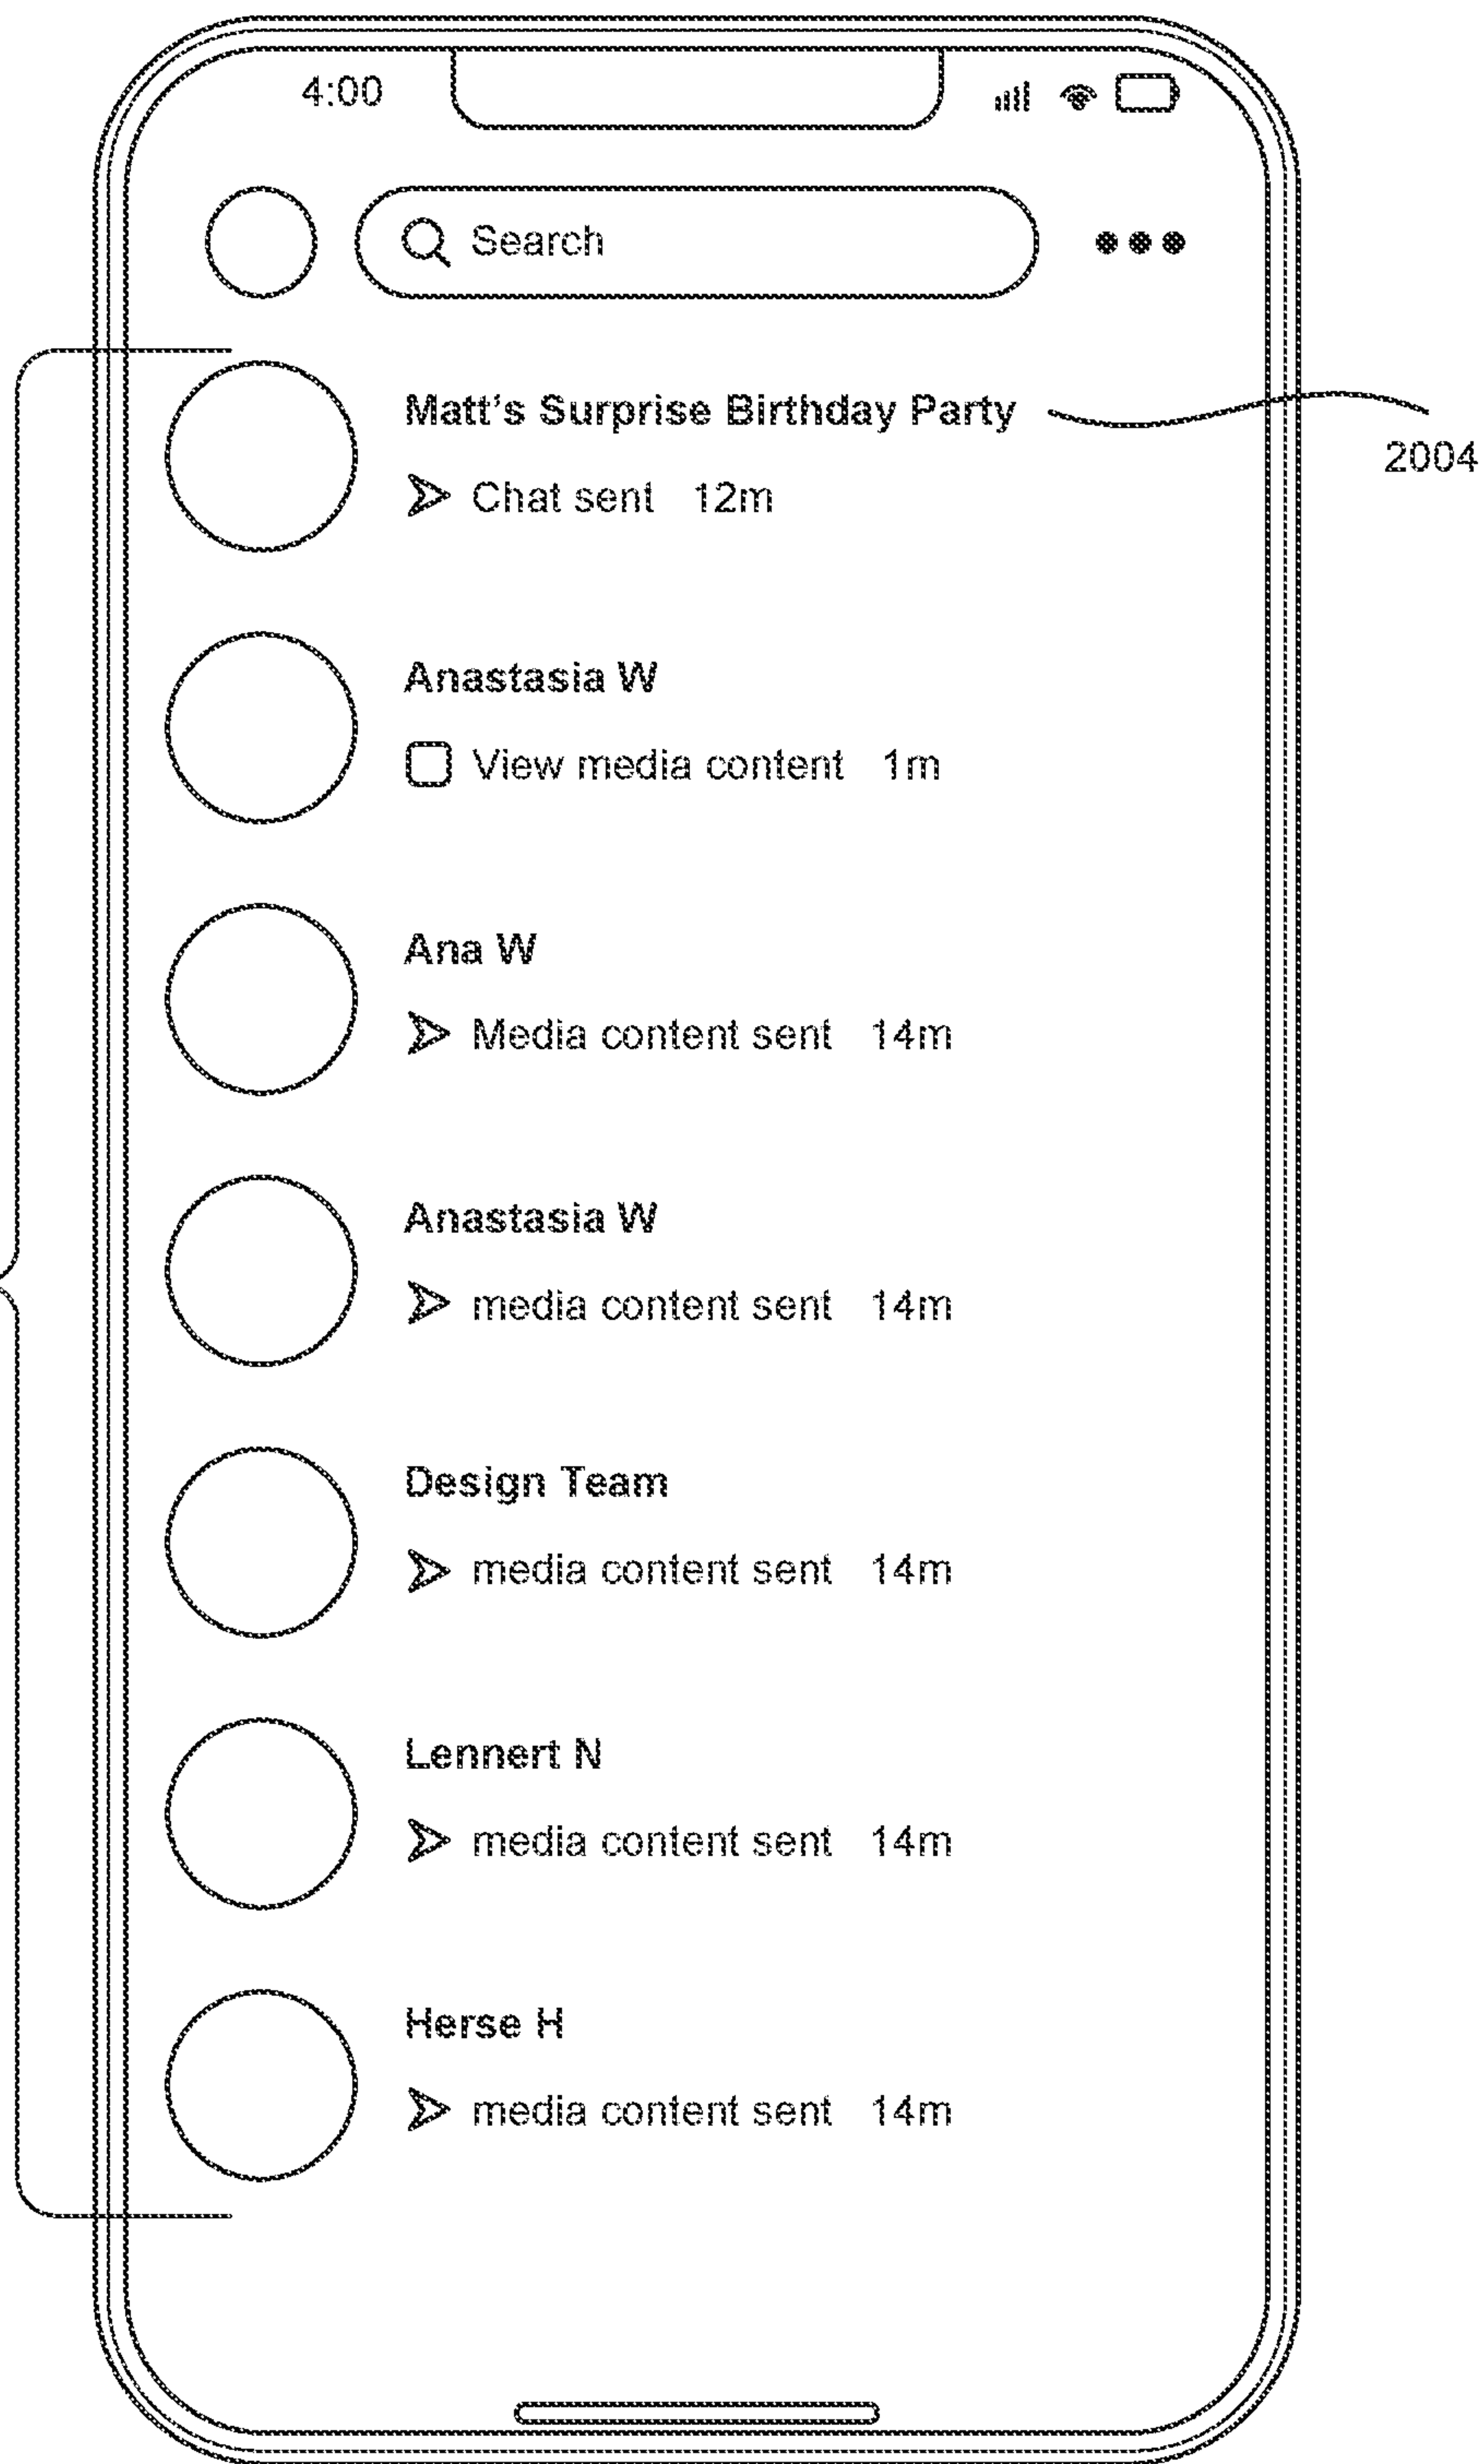 4:00
Search
Matt's Surprise Birthday Party
2004
Chat sent 12m
Anastasia W
View media content 1m
Ana W
Media content sent 14m
Anastasia W
media content sent 14m
Design Team
media content sent 14m
Lennert N
media content sent 14m
Herse H
media content sent 14m